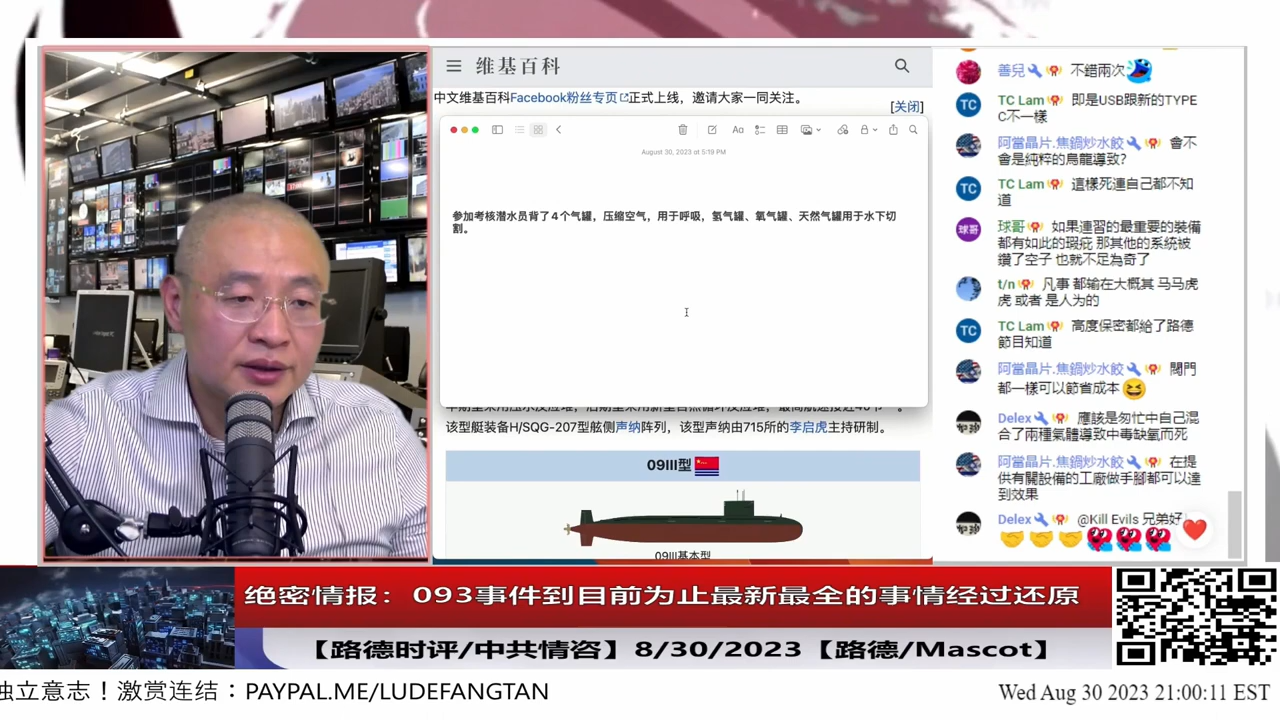 维基百科
中文维基百科Facebook粉丝专页正式上线，邀请大家一同关注。
[关闭]
August 30, 2023 at 5:19 PM
参加考核潜水员背了4个气罐，压缩空气，用于呼吸，氢气罐、氧气罐、天然气罐用于水下切
割。
该型艇装备H/SQG-207型舷侧声纳阵列，该型声纳由715所的李启虎主持研制。
09III型
09III基本型
善兒 不錯兩次
TC Lam 即是USB跟新的TYPE
C不一樣
阿當晶片.焦鍋炒水餃 會不
會是純粹的烏龍導致?
TC Lam 這樣死連自己都不知
道
球哥 如果連習的最重要的裝備
都有如此的瑕疵 那其他的系統被
鑽了空子 也就不足為奇了
t/n 凡事 都输在大概其 马马虎
虎 或者 是人为的
TC Lam 高度保密都給了路德
節目知道
阿當晶片.焦鍋炒水餃 閥門
都一樣可以節省成本
Delex 應該是匆忙中自己混
合了兩種氣體導致中毒缺氧而死
阿當晶片.焦鍋炒水餃 在提
供有關設備的工廠做手腳都可以達
到效果
Delex @Kill Evils 兄弟好
绝密情报：093事件到目前为止最新最全的事情经过还原
【路德时评/中共情咨】8/30/2023【路德/Mascot】
独立意志！激赏连结：PAYPAL.ME/LUDEFANGTAN
Wed Aug 30 2023 21:00:11 EST